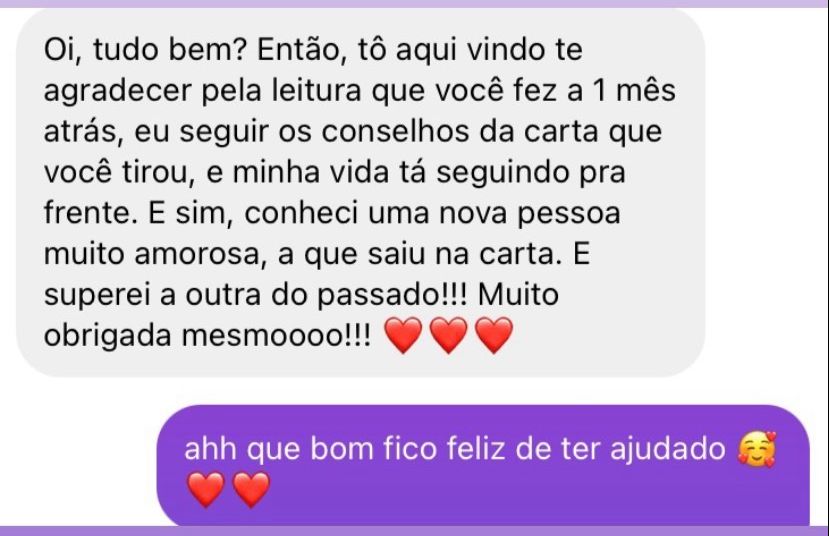 Oi, tudo bem? Então, tô aqui vindo te
agradecer pela leitura que você fez a 1 mês
atrás, eu seguir os conselhos da carta que
você tirou, e minha vida tá seguindo pra
frente. E sim, conheci uma nova pessoa
muito amorosa, a que saiu na carta. E
superei a outra do passado!!! Muito
obrigada mesmoooo!!! ❤️❤️❤️
ahh que bom fico feliz de ter ajudado 🥰
❤️❤️